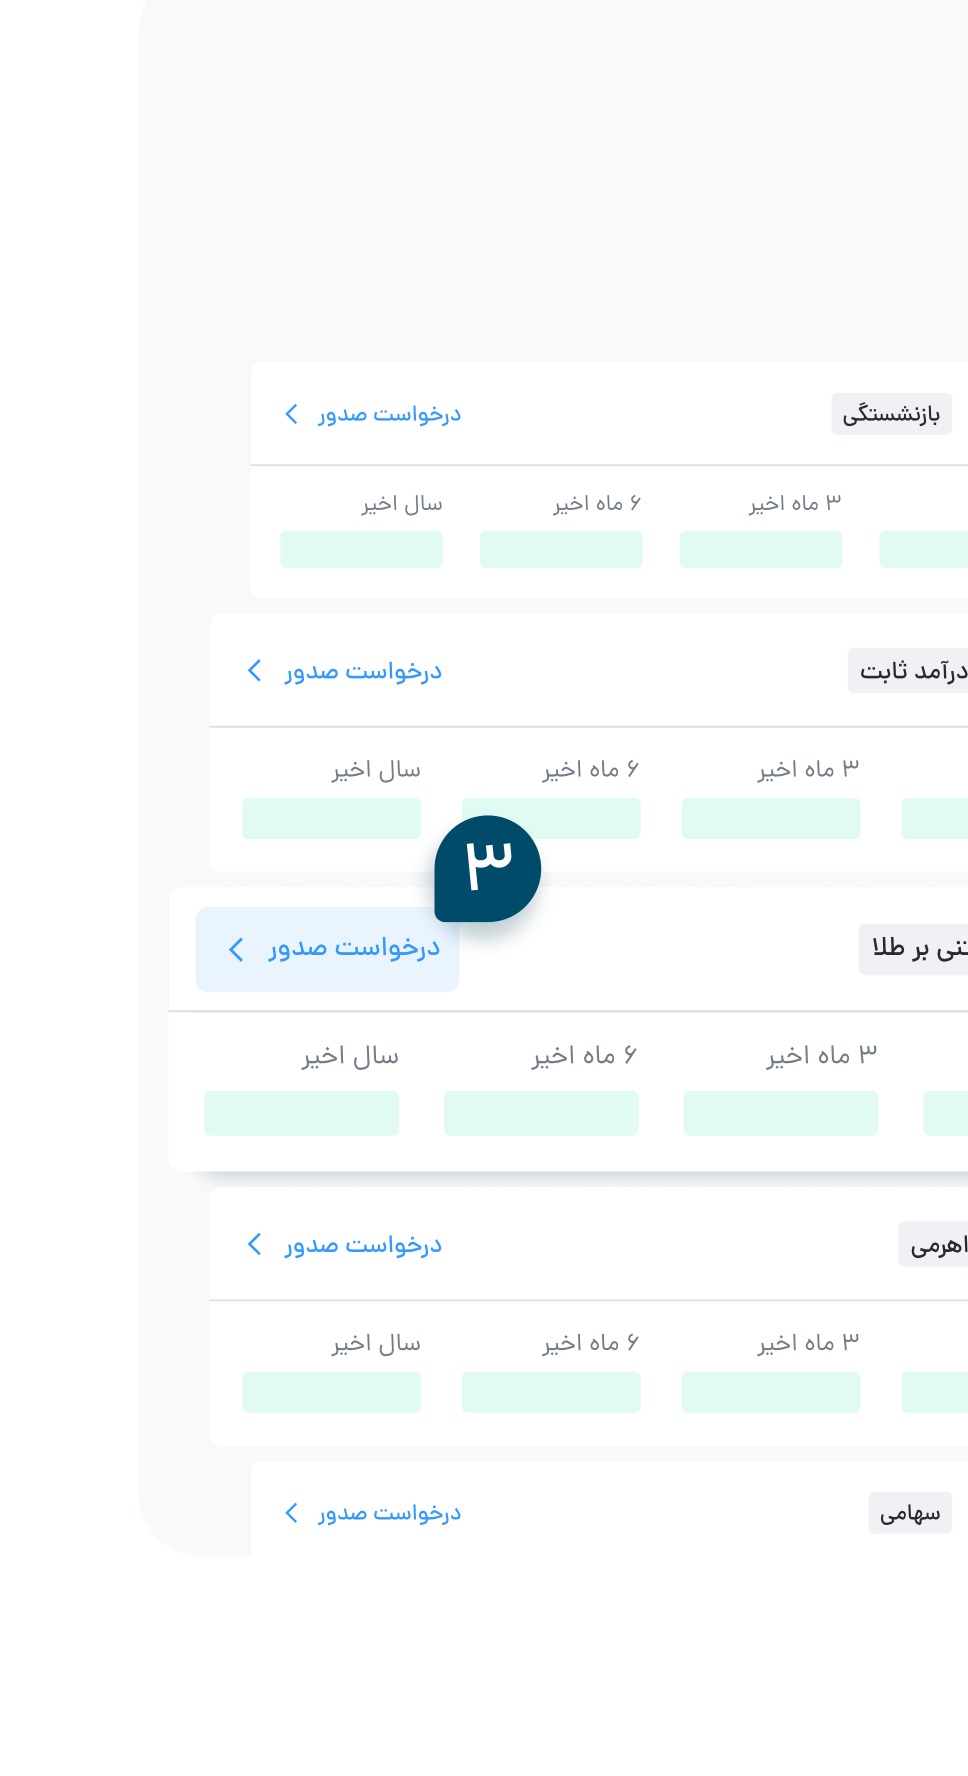 بازنشستگی درخواست صدور
۳ ماه اخیر ۶ ماه اخیر سال اخیر
درآمد ثابت درخواست صدور
۳ ماه اخیر ۶ ماه اخیر سال اخیر
۳
تنی بر طلا درخواست صدور
۳ ماه اخیر ۶ ماه اخیر سال اخیر
اهرمی درخواست صدور
۳ ماه اخیر ۶ ماه اخیر سال اخیر
سهامی درخواست صدور